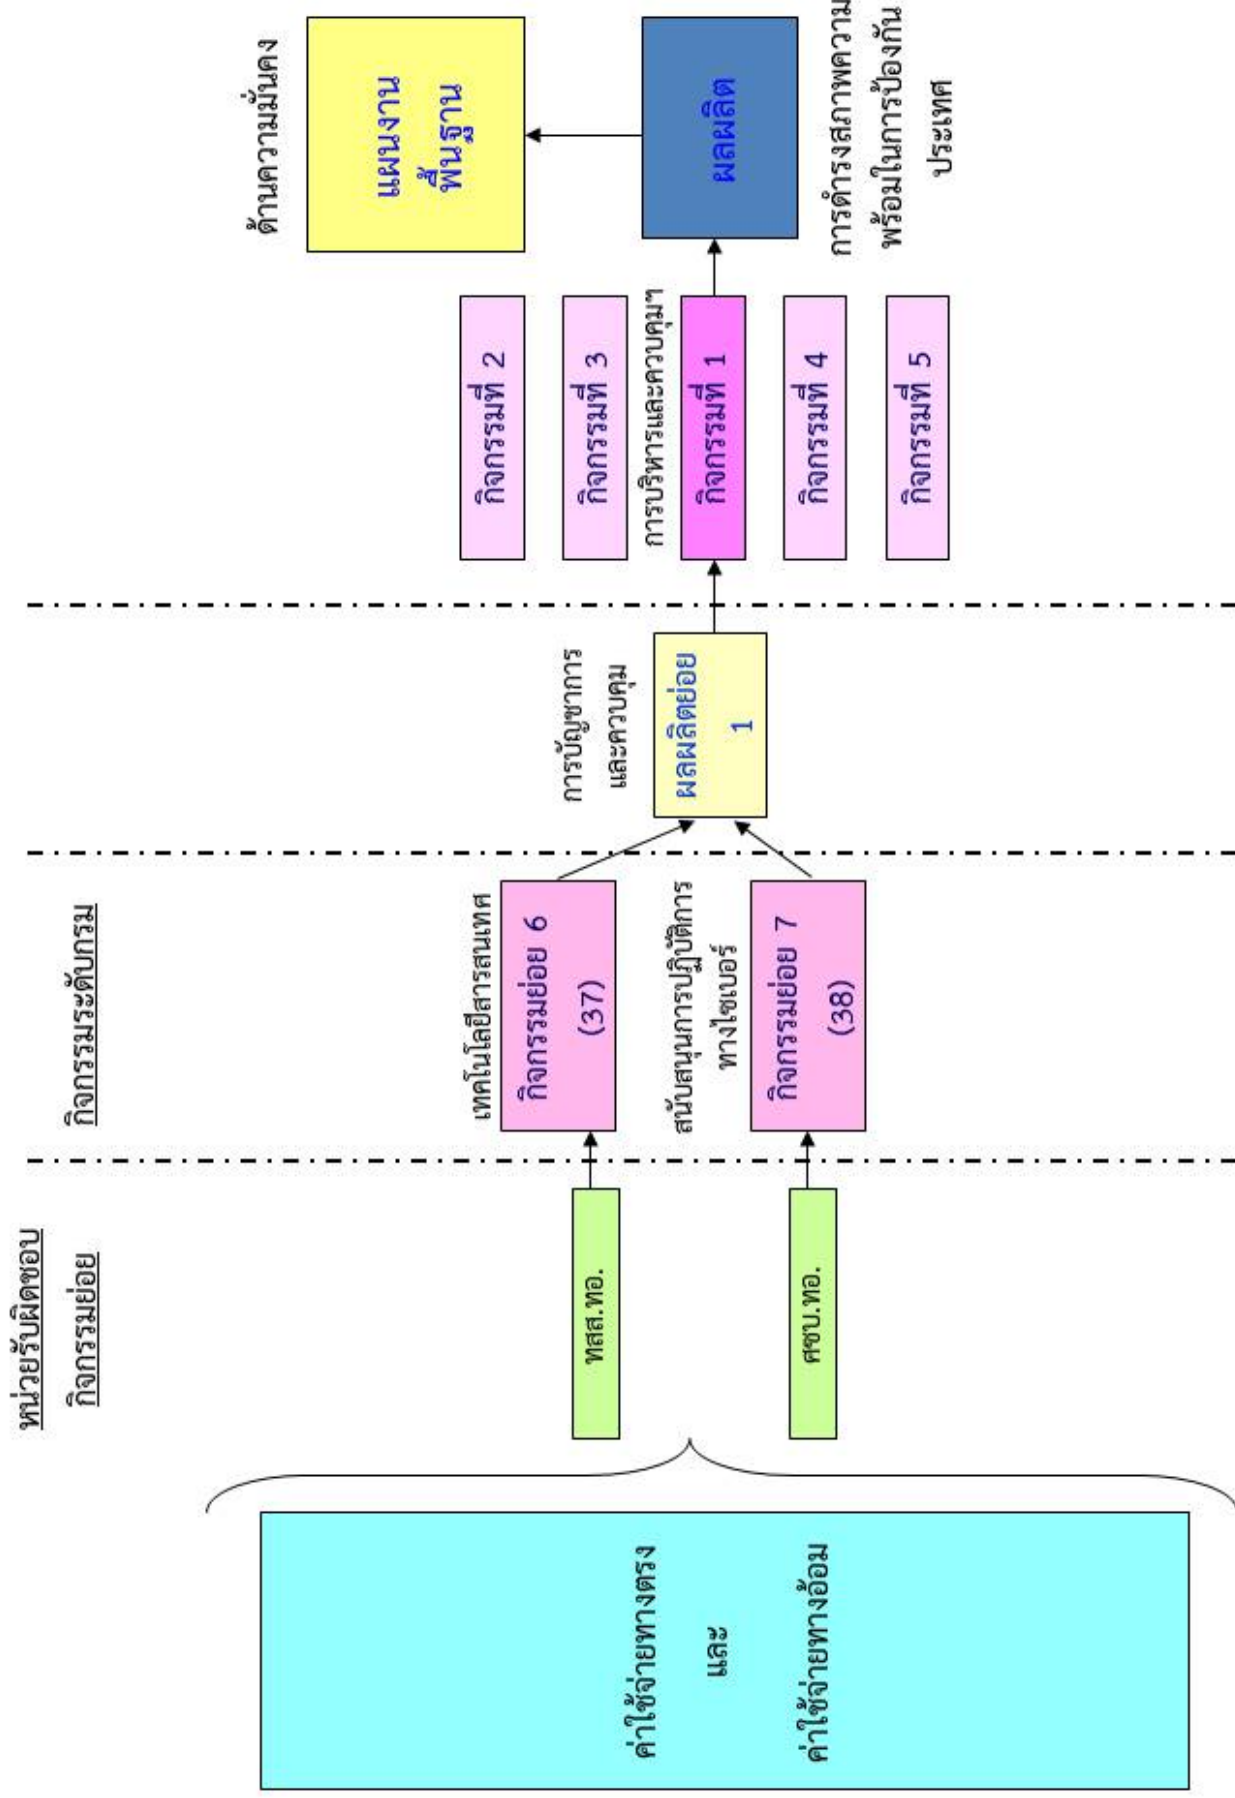 หน่วยรับผิดชอบ
กิจกรรมย่อย
กิจกรรมระดับกรม
ค่าใช้จ่ายทางตรง
และ
ค่าใช้จ่ายทางอ้อม
ทสส.ทอ.
ศซบ.ทอ.
เทคโนโลยีสารสนเทศ
กิจกรรมย่อย 6
(37)
สนับสนุนการปฏิบัติการ
ทางไซเบอร์
กิจกรรมย่อย 7
(38)
การบัญชาการ
และควบคุม
ผลผลิตย่อย
1
กิจกรรมที่ 2
กิจกรรมที่ 3
การบริหารและควบคุมฯ
กิจกรรมที่ 1
กิจกรรมที่ 4
กิจกรรมที่ 5
ด้านความมั่นคง
แผนงาน
พื้นฐาน
ผลผลิต
การดำรงสภาพความ
พร้อมในการป้องกัน
ประเทศ